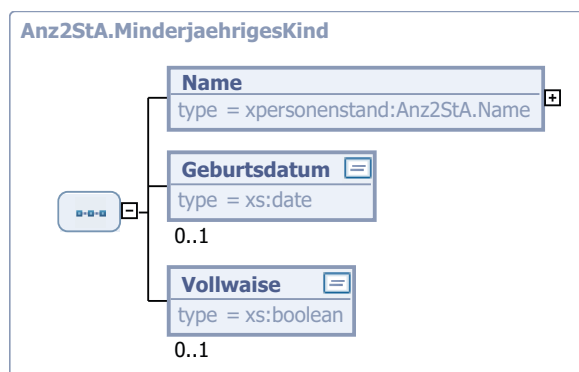 Anz2StA.MinderjaehrigesKind
Name
type = xpersonenstand:Anz2StA.Name
Geburtsdatum
type = xs:date
0..1
Vollwaise
type = xs:boolean
0..1